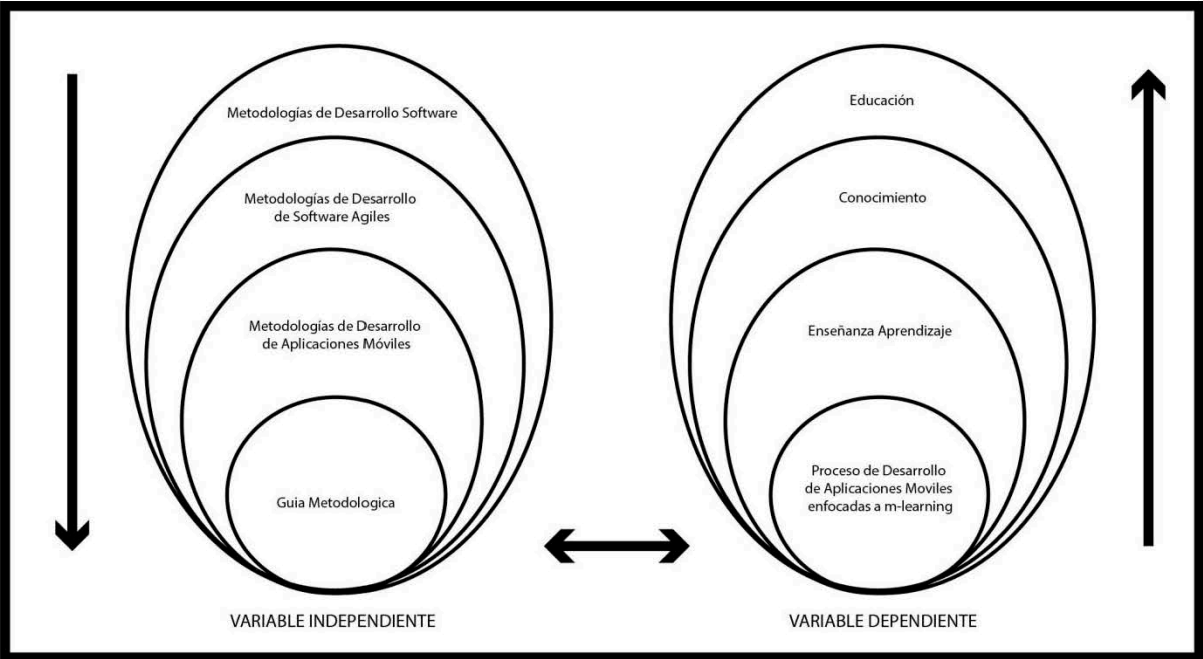 Metodologías de Desarrollo Software
Metodologías de Desarrollo
de Software Agiles
Metodologías de Desarrollo
de Aplicaciones Móviles
Guia Metodologica
VARIABLE INDEPENDIENTE
Educación
Conocimiento
Enseñanza Aprendizaje
Proceso de Desarrollo
de Aplicaciones Moviles
enfocadas a m-learning
VARIABLE DEPENDIENTE